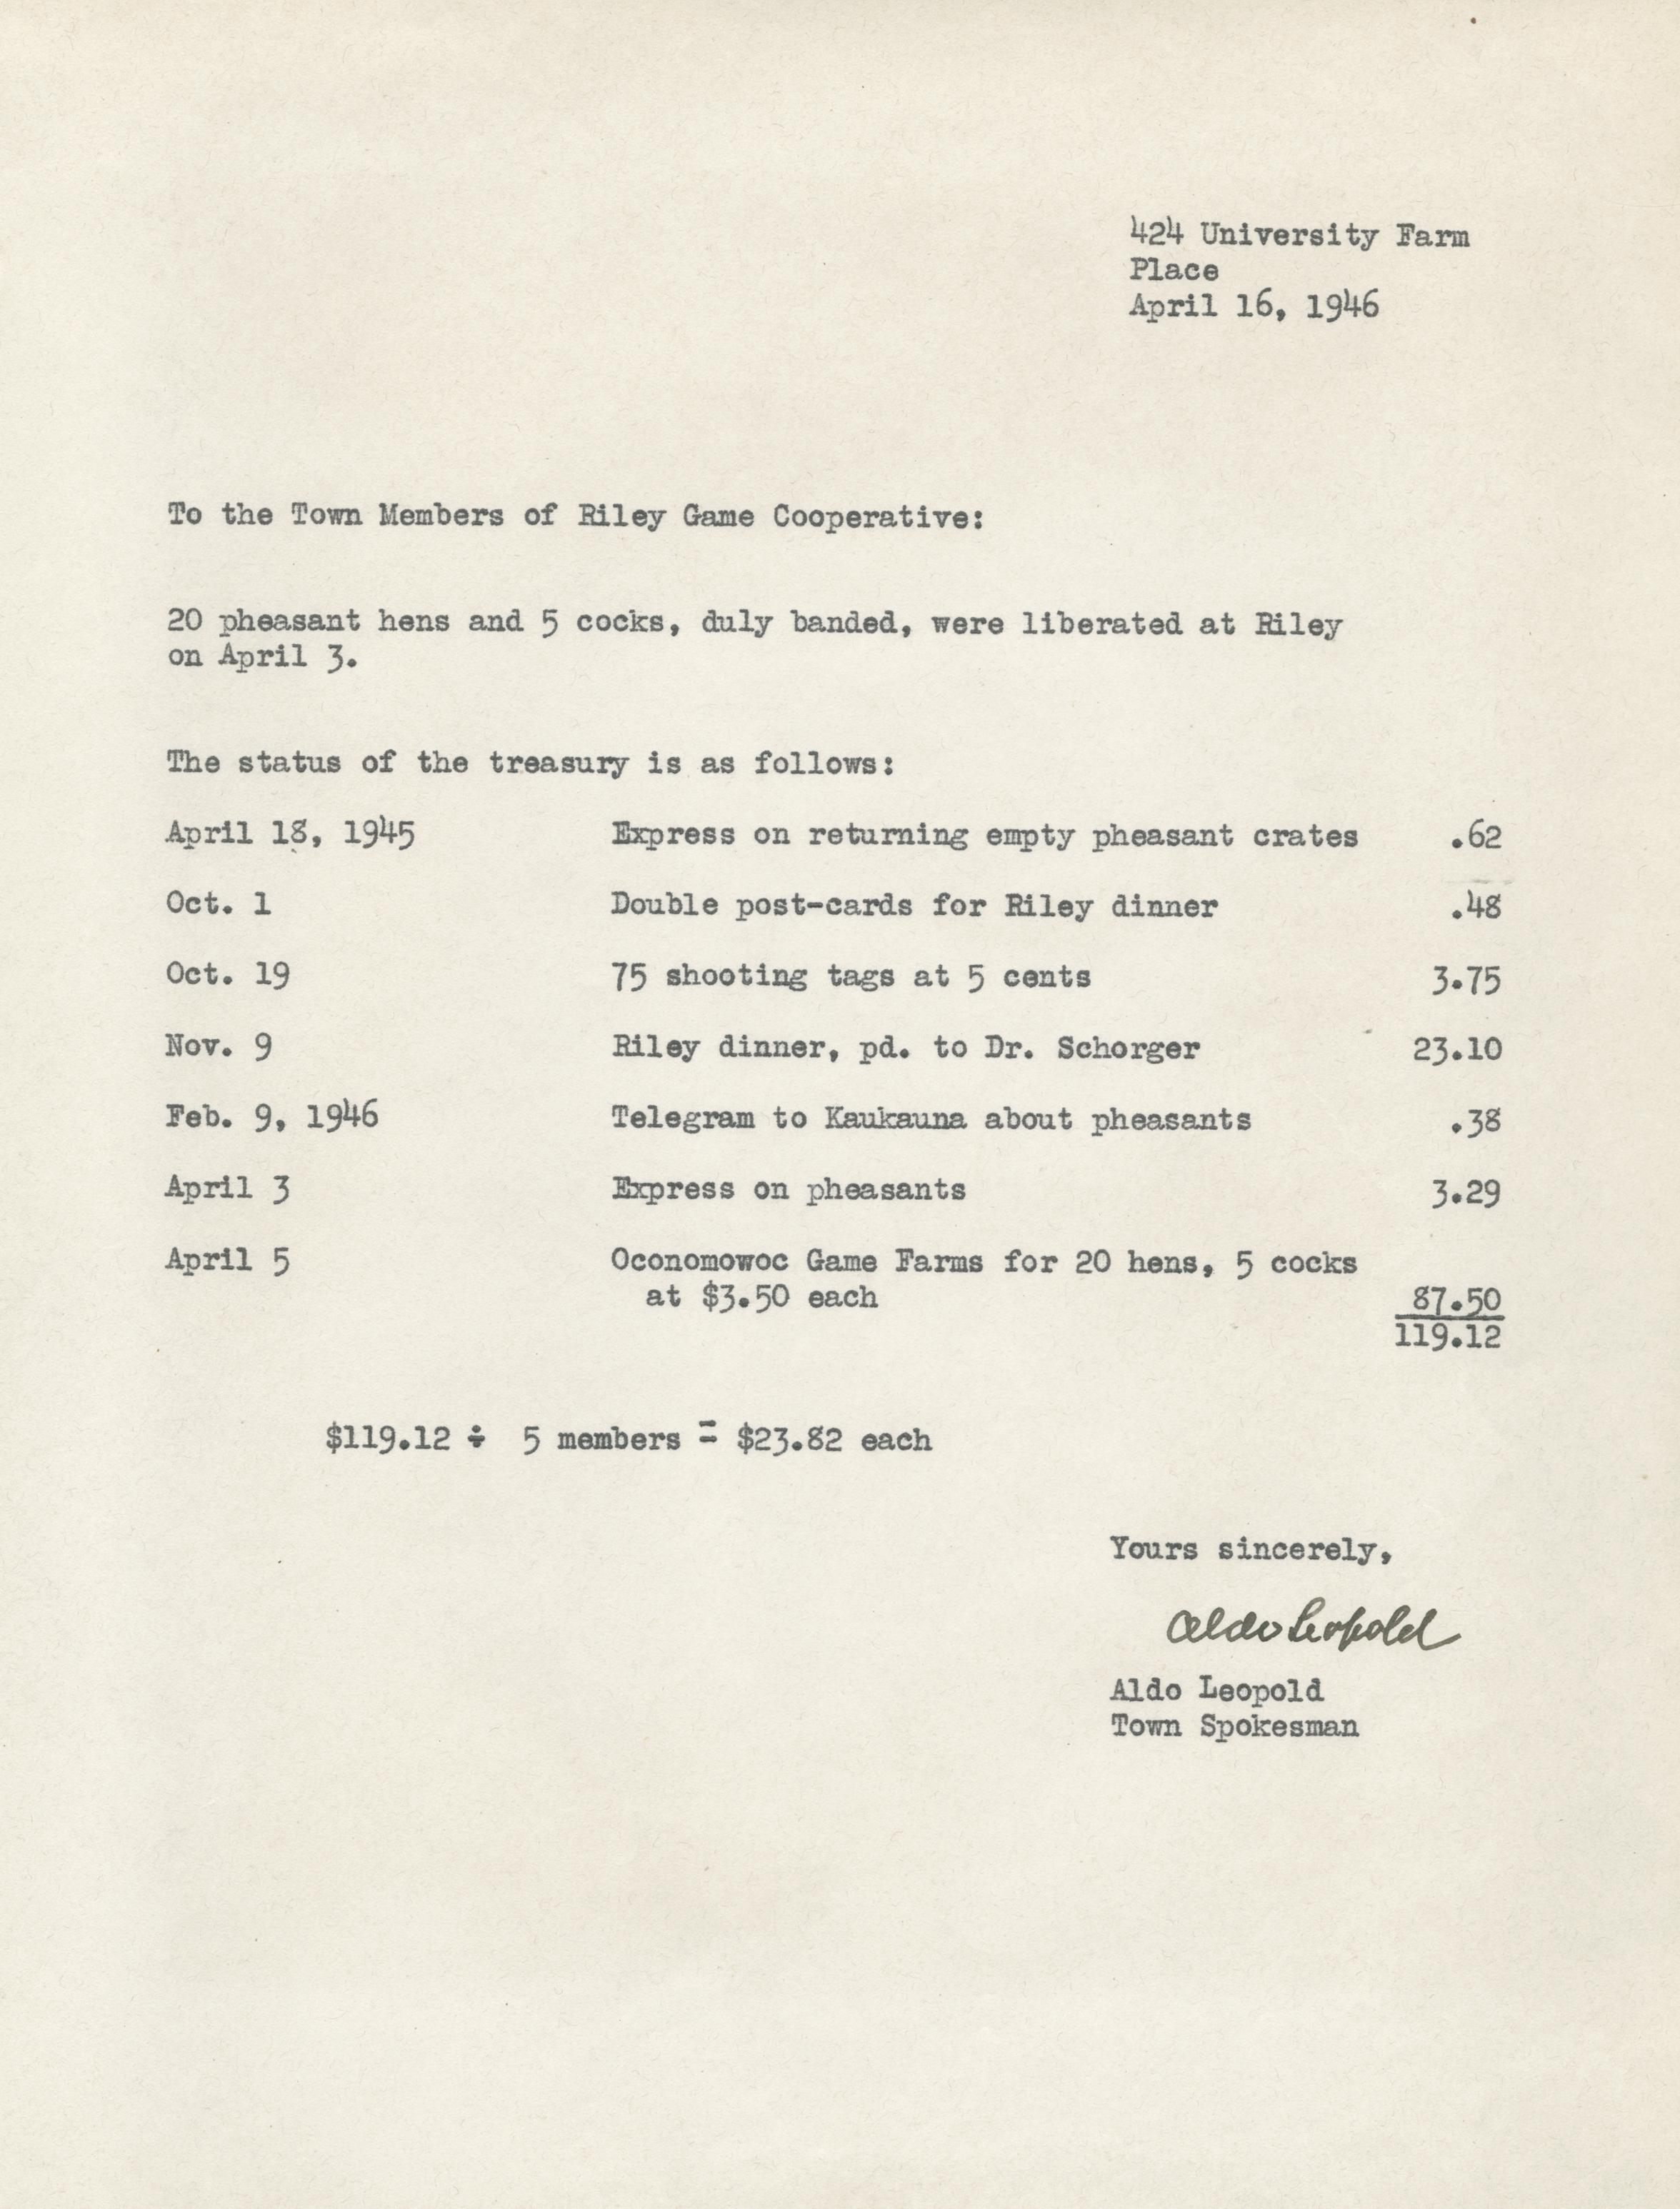 424 University Farm
Place
April 16, 1946
To the Town Members of Riley Game Cooperative:
20 pheasant hens and 5 cocks, duly banded, were liberated at Riley
on April 3.
The status of the treasury is as follows:
April 18, 1945 Express on returning empty pheasant crates .62
Oct. 1 Double post-cards for Riley dinner .48
Oct. 19 75 shooting tags at 5 cents 3.75
Nov. 9 Riley dinner, pd. to Dr. Schorger 23.10
Feb. 9, 1946 Telegram to Kaukauna about pheasants .38
April 3 Express on pheasants 3.29
April 5 Oconomowoc Game Farms for 20 hens, 5 cocks
at $3.50 each 87.50
119.12
$119.12 ÷ 5 members = $23.82 each
Yours sincerely,
Aldo Leopold
Aldo Leopold
Town Spokesman